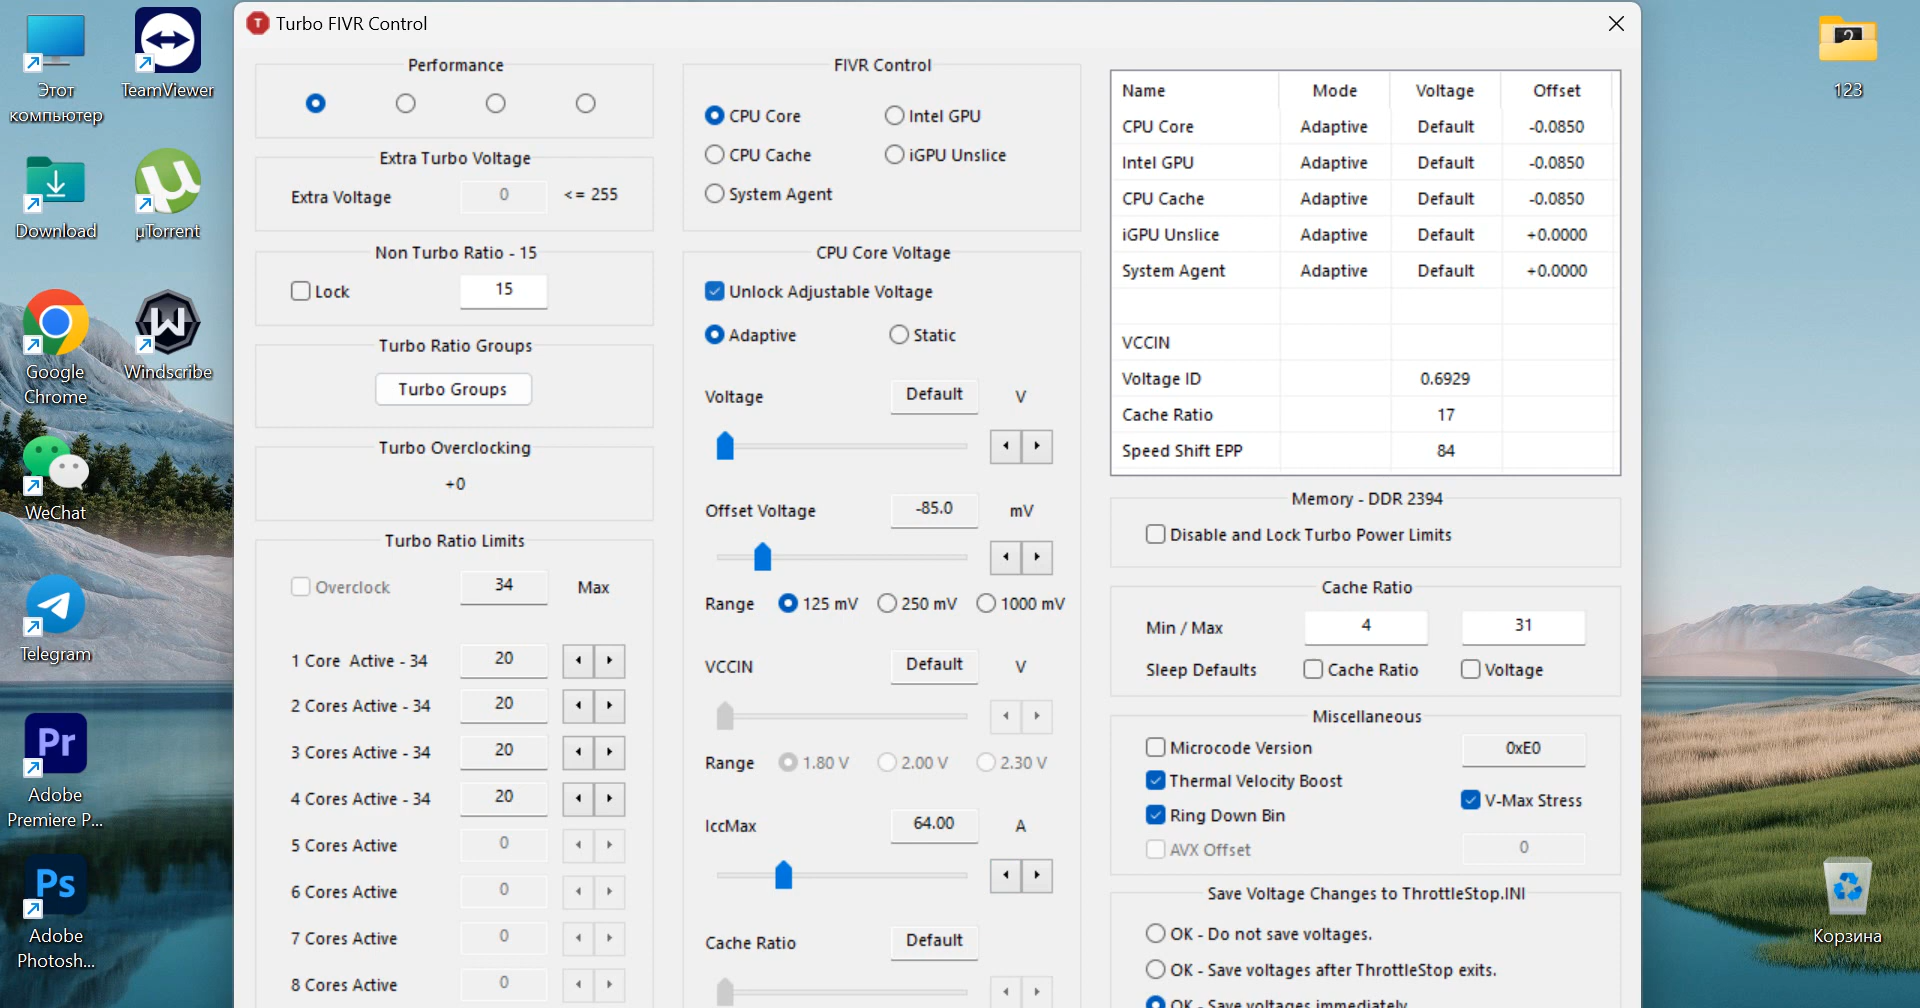 Этот
компьютер
TeamViewer
Download
µTorrent
Google
Chrome
Windscribe
WeChat
Telegram
Pr
Adobe
Premiere P...
Ps
Adobe
Photosh...
T
Turbo FIVR Control
Performance
Extra Turbo Voltage
Extra Voltage 0 <= 255
Non Turbo Ratio - 15
Lock 15
Turbo Ratio Groups
Turbo Groups
Turbo Overclocking
+0
Turbo Ratio Limits
Overclock 34 Max
1 Core Active - 34 20
2 Cores Active - 34 20
3 Cores Active - 34 20
4 Cores Active - 34 20
5 Cores Active 0
6 Cores Active 0
7 Cores Active 0
8 Cores Active 0
FIVR Control
CPU Core Intel GPU
CPU Cache iGPU Unslice
System Agent
CPU Core Voltage
Unlock Adjustable Voltage
Adaptive Static
Voltage Default V
Offset Voltage -85.0 mV
Range 125 mV 250 mV 1000 mV
VCCIN Default V
Range 1.80 V 2.00 V 2.30 V
IccMax 64.00 A
Cache Ratio Default
Name Mode Voltage Offset
CPU Core Adaptive Default -0.0850
Intel GPU Adaptive Default -0.0850
CPU Cache Adaptive Default -0.0850
iGPU Unslice Adaptive Default +0.0000
System Agent Adaptive Default +0.0000
VCCIN
Voltage ID 0.6929
Cache Ratio 17
Speed Shift EPP 84
Memory - DDR 2394
Disable and Lock Turbo Power Limits
Cache Ratio
Min / Max 4 31
Sleep Defaults Cache Ratio Voltage
Miscellaneous
Microcode Version 0xE0
Thermal Velocity Boost
V-Max Stress
Ring Down Bin
AVX Offset 0
Save Voltage Changes to ThrottleStop.INI
OK - Do not save voltages.
OK - Save voltages after ThrottleStop exits.
OK - Save voltages immediately.
123
Корзина